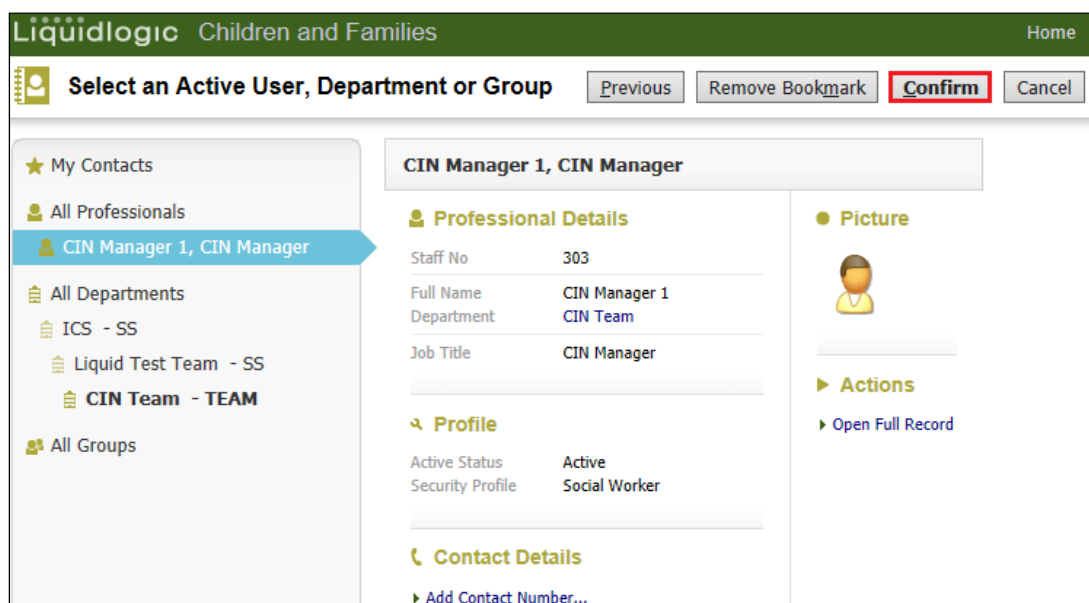 Liquidlogic Children and Families Home
Select an Active User, Department or Group Previous Remove Bookmark Confirm Cancel
My Contacts
All Professionals
CIN Manager 1, CIN Manager
All Departments
ICS - SS
Liquid Test Team - SS
CIN Team - TEAM
All Groups
CIN Manager 1, CIN Manager
Professional Details
Staff No 303
Full Name CIN Manager 1
Department CIN Team
Job Title CIN Manager
Profile
Active Status Active
Security Profile Social Worker
Contact Details
Add Contact Number...
Picture
Actions
Open Full Record